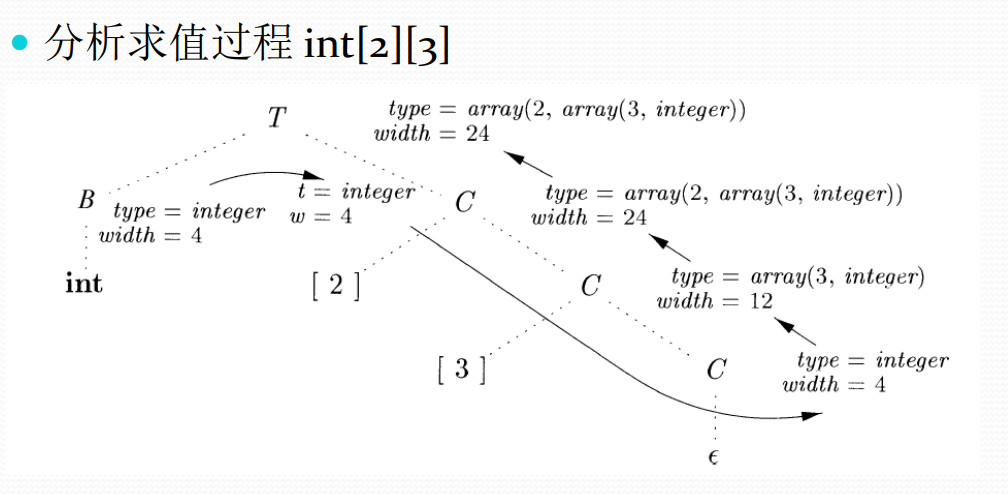 分析求值过程 int[2][3]
T
type = array(2, array(3, integer))
width = 24
B
type = integer
width = 4
t = integer
w = 4
C
type = array(2, array(3, integer))
width = 24
int
[ 2 ]
C
type = array(3, integer)
width = 12
[ 3 ]
C
type = integer
width = 4
ϵ